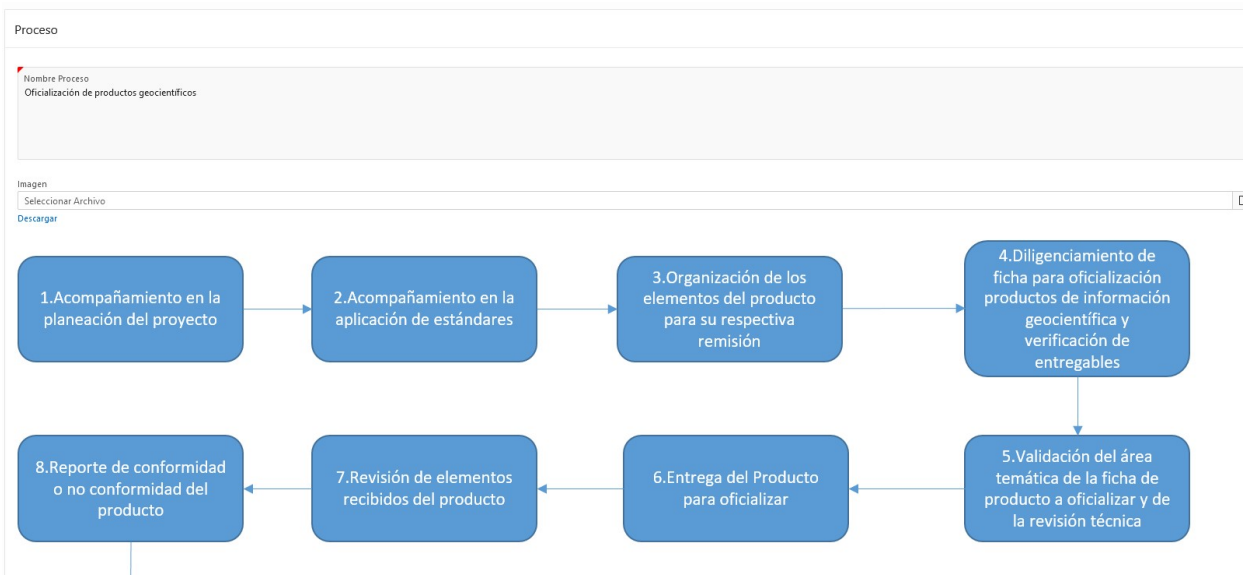 Proceso
Nombre Proceso
Oficialización de productos geocientíficos
Imagen
Seleccionar Archivo
Descargar
1.Acompañamiento en la
planeación del proyecto
2.Acompañamiento en la
aplicación de estándares
3.Organización de los
elementos del producto
para su respectiva
remisión
4.Diligenciamiento de
ficha para oficialización
productos de información
geocientífica y
verificación de
entregables
8.Reporte de conformidad
o no conformidad del
producto
7.Revisión de elementos
recibidos del producto
6.Entrega del Producto
para oficializar
5.Validación del área
temática de la ficha de
producto a oficializar y de
la revisión técnica